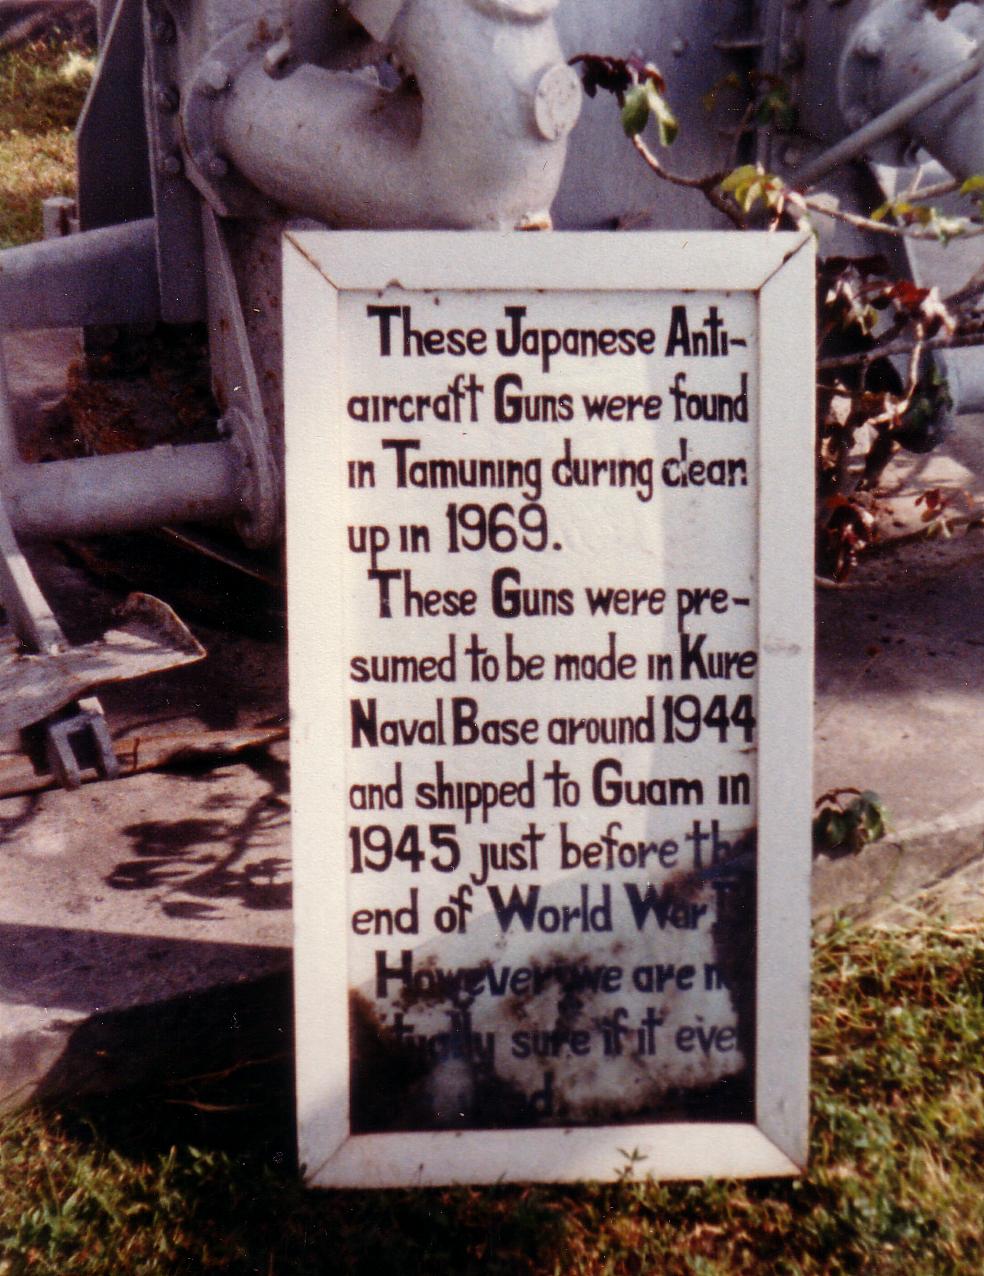 These Japanese Anti-
aircraft Guns were found
in Tamuning during clean
up in 1969.
These Guns were pre-
sumed to be made in Kure
Naval Base around 1944
and shipped to Guam in
1945 just before the
end of World War
However we are
sure if it